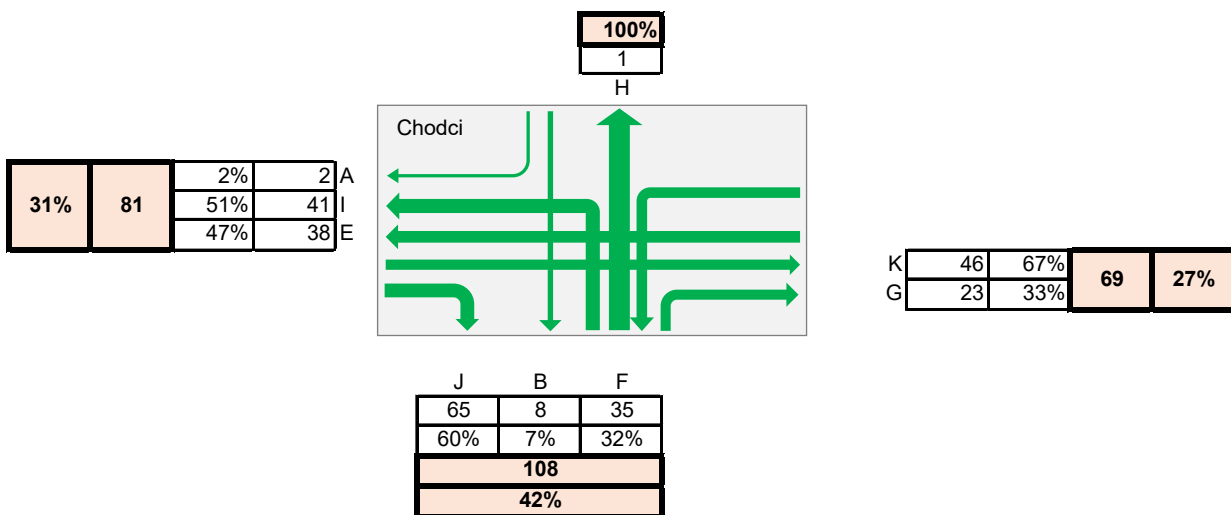 100%
1
H
Chodci
31% 81 2% 2 A
51% 41 I
47% 38 E
K 46 67% 69 27%
G 23 33%
J B F
65 8 35
60% 7% 32%
108
42%